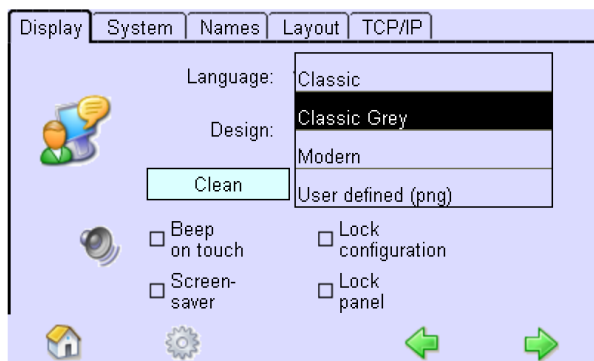 Display System Names Layout TCP/IP
Language: Classic
Classic Grey
Design:
Modern
Clean
User defined (png)
Beep
on touch
Lock
configuration
Screen-
saver
Lock
panel